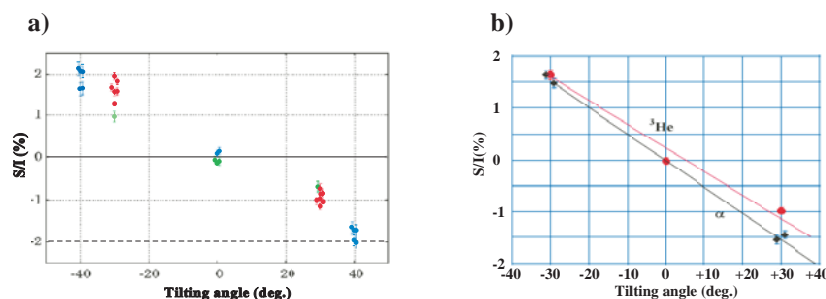 a)
S/I (%)
2
1
0
-1
-2
-40
-20
0
20
40
Tilting angle (deg.)
b)
S/I(%)
2
1
0
-1
-2
³He
α
-40 -30 -20 -10 0 +10 +20 +30 +40
Tilting angle (deg.)